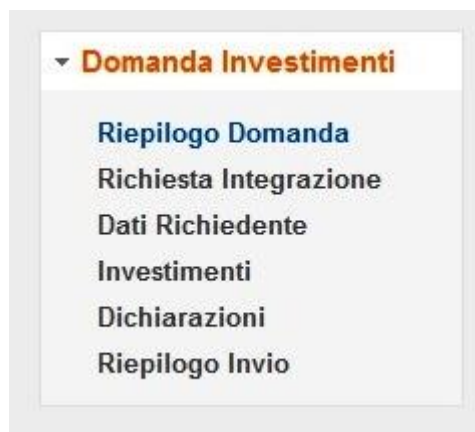 Domanda Investimenti
Riepilogo Domanda
Richiesta Integrazione
Dati Richiedente
Investimenti
Dichiarazioni
Riepilogo Invio